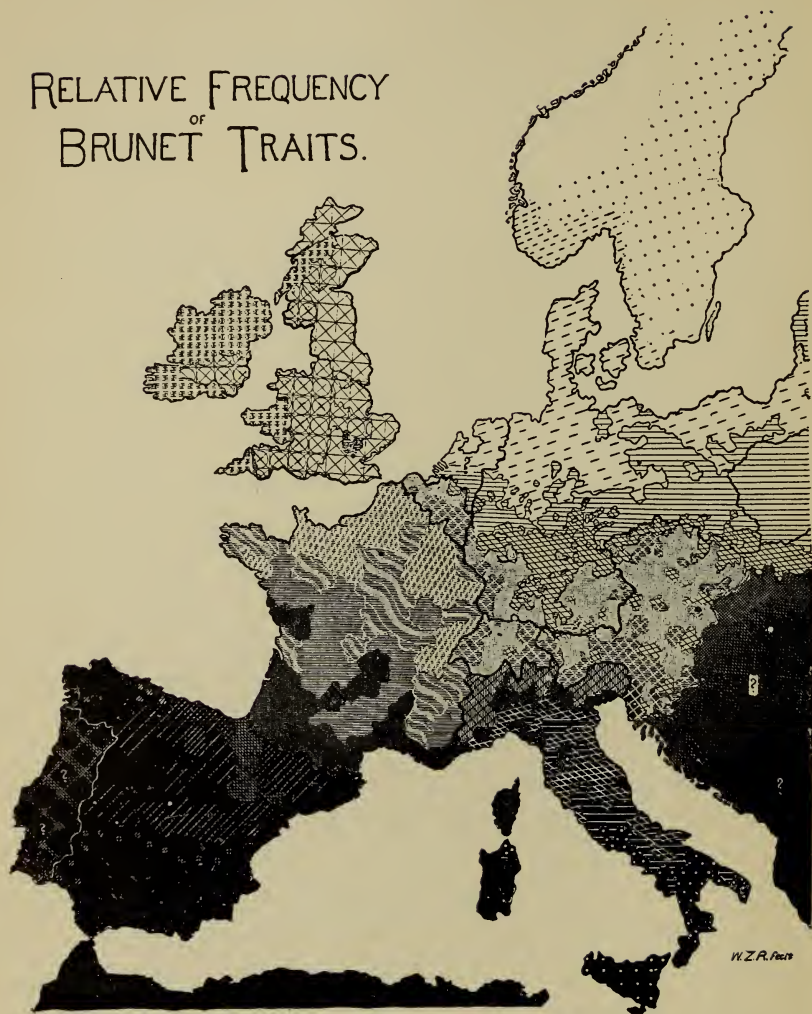 RELATIVE FREQUENCY
OF
BRUNET TRAITS.
?
?
?
?
W.Z.R. Fecit